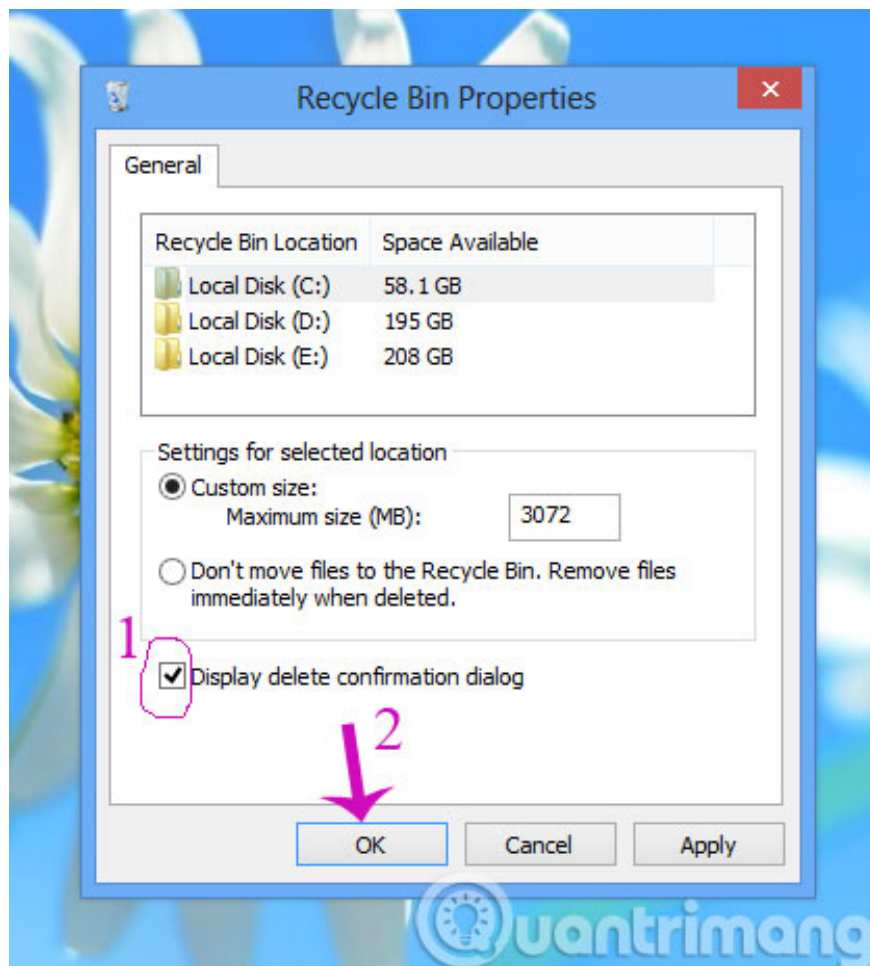 Recycle Bin Properties
General
Recycle Bin Location Space Available
Local Disk (C:) 58.1 GB
Local Disk (D:) 195 GB
Local Disk (E:) 208 GB
Settings for selected location
Custom size:
Maximum size (MB): 3072
Don't move files to the Recycle Bin. Remove files
immediately when deleted.
1
Display delete confirmation dialog
2
OK Cancel Apply
Quantrimang